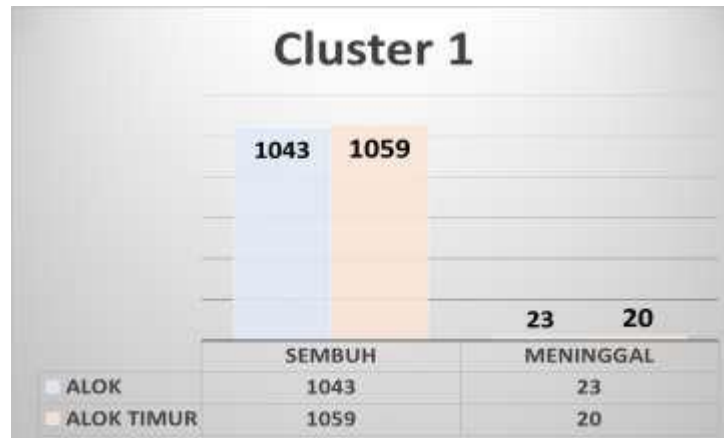 Cluster 1
1043 1059
23 20
SEMBUH MENINGGAL
ALOK 1043 23
ALOK TIMUR 1059 20